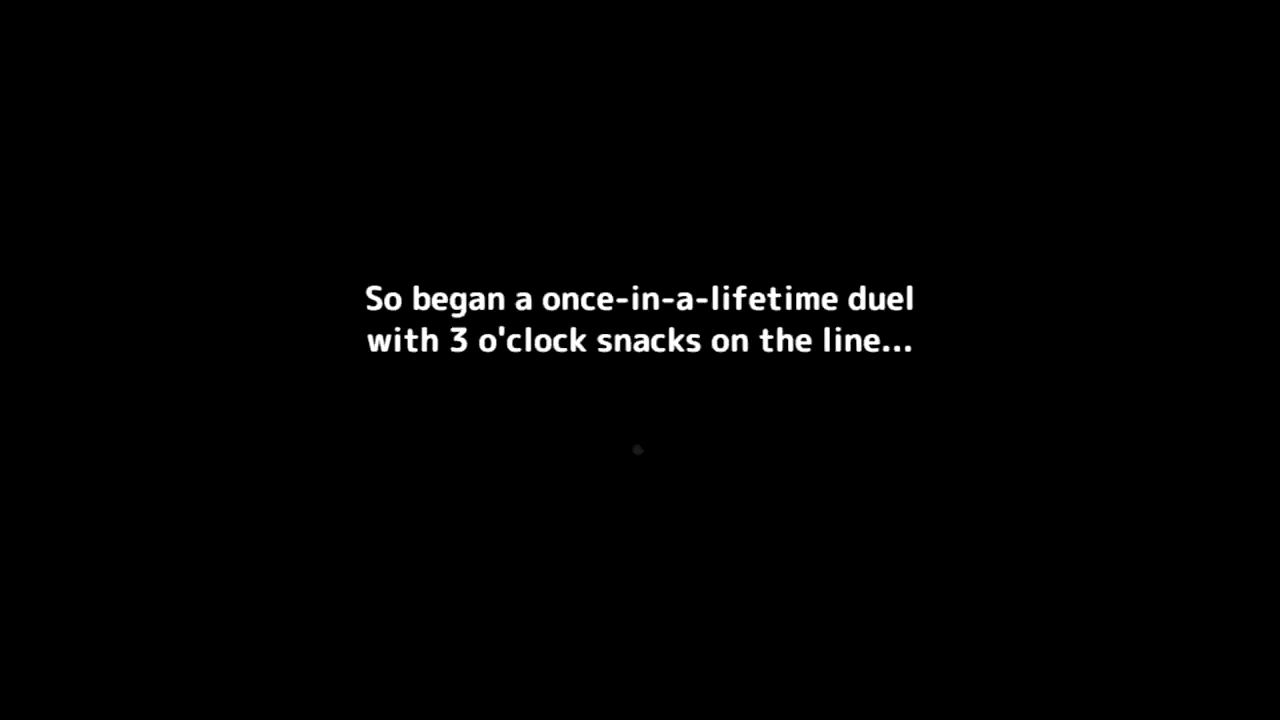 So began a once-in-a-lifetime duel
with 3 o'clock snacks on the line...